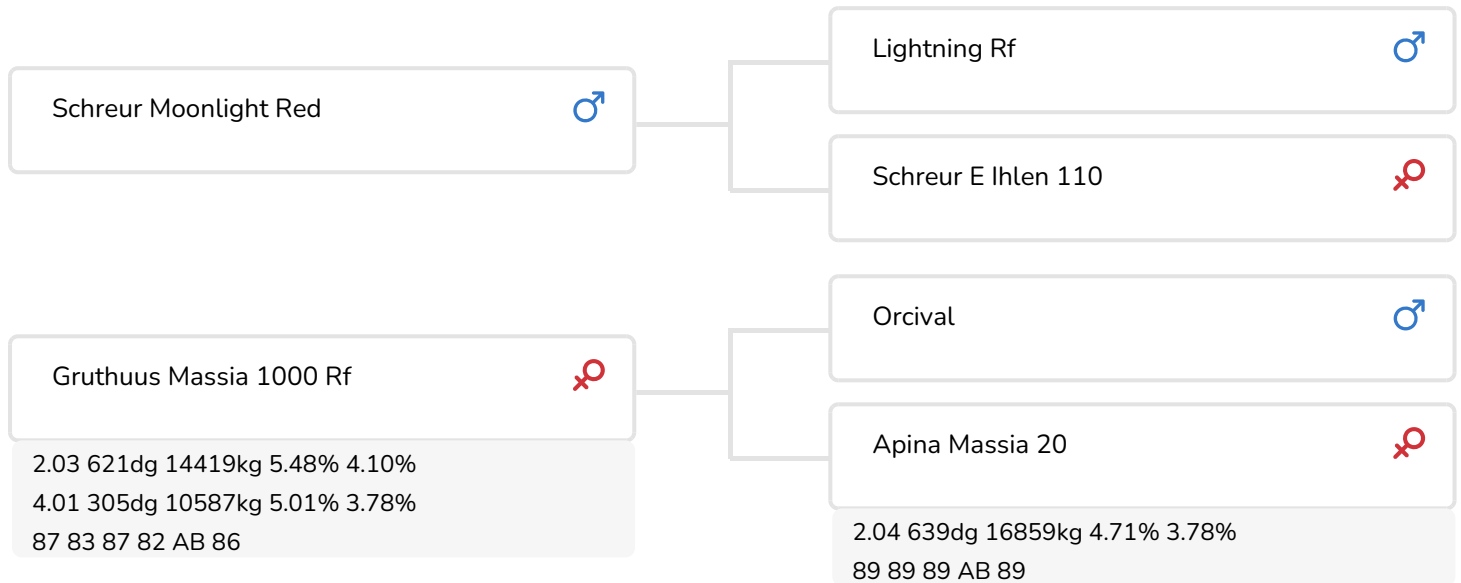 Schreur Moonlight Red
Lightning Rf
Schreur E Ihlen 110
Gruthuus Massia 1000 Rf
2.03 621dg 14419kg 5.48% 4.10%
4.01 305dg 10587kg 5.01% 3.78%
87 83 87 82 AB 86
Orcival
Apina Massia 20
2.04 639dg 16859kg 4.71% 3.78%
89 89 89 AB 89